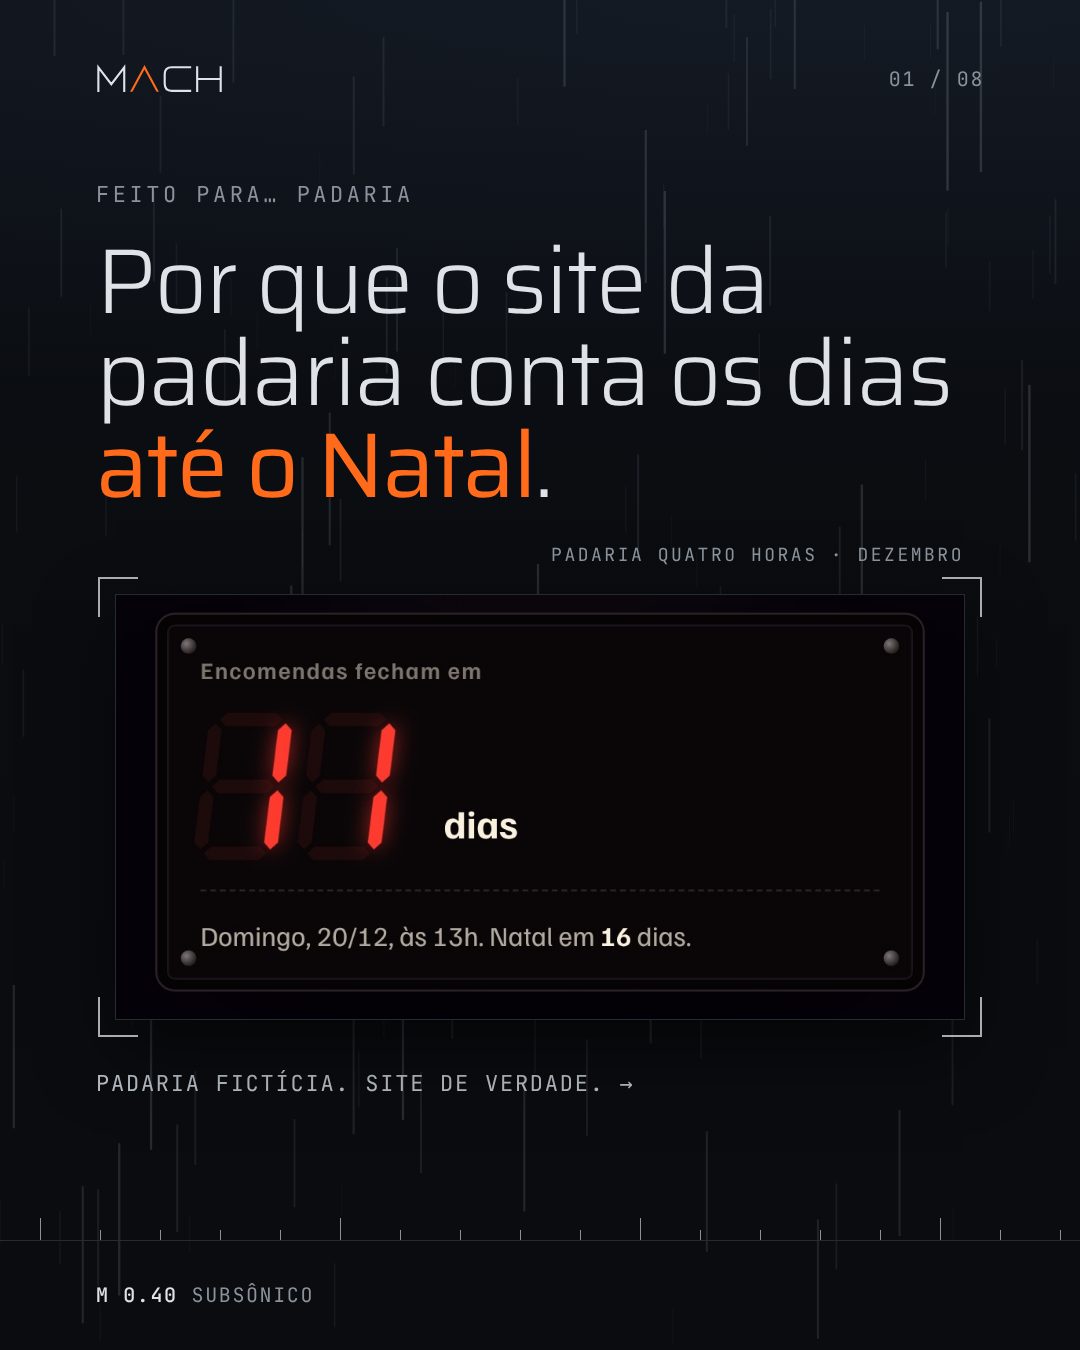 MACH
01 / 08
FEITO PARA… PADARIA
Por que o site da
padaria conta os dias
até o Natal.
PADARIA QUATRO HORAS · DEZEMBRO
Encomendas fecham em
11 dias
Domingo, 20/12, às 13h. Natal em 16 dias.
PADARIA FICTÍCIA. SITE DE VERDADE. →
M 0.40 SUBSÔNICO